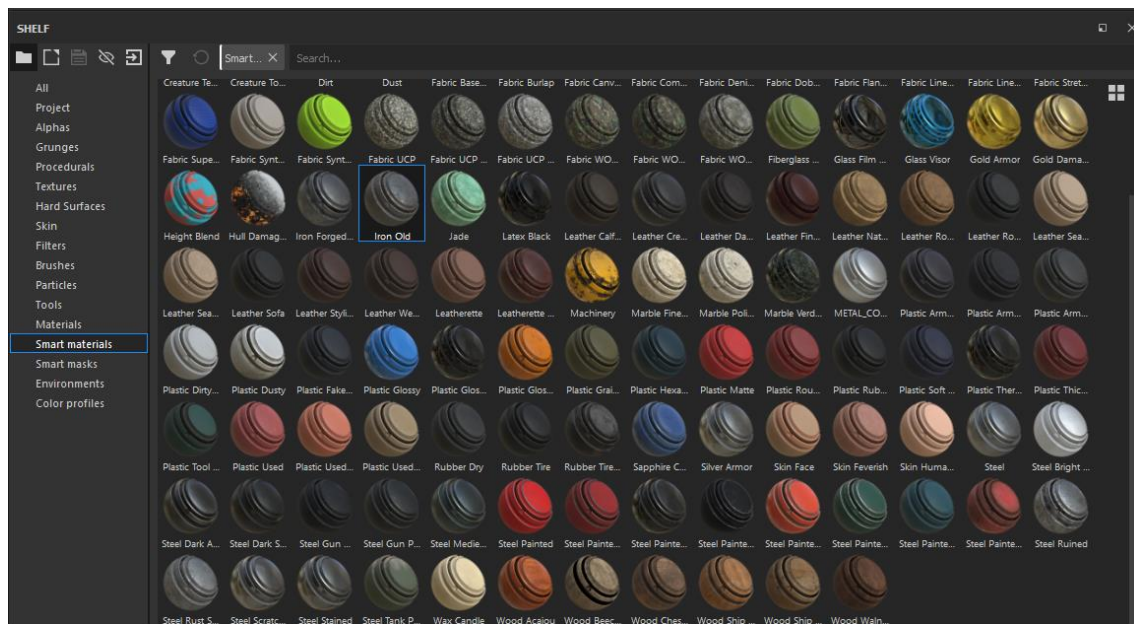 SHELF
Smart... × Search...
All
Project
Alphas
Grunges
Procedurals
Textures
Hard Surfaces
Skin
Filters
Brushes
Particles
Tools
Materials
Smart materials
Smart masks
Environments
Color profiles
Creature Te... Creature To... Dirt Dust Fabric Base... Fabric Burlap Fabric Canv... Fabric Com... Fabric Deni... Fabric Dob... Fabric Flan... Fabric Line... Fabric Line... Fabric Stret...
Fabric Supe... Fabric Synt... Fabric Synt... Fabric UCP Fabric UCP ... Fabric UCP ... Fabric WO... Fabric WO... Fabric WO... Fiberglass ... Glass Film ... Glass Visor Gold Armor Gold Dama...
Height Blend Hull Damag... Iron Forged... Iron Old Jade Latex Black Leather Calf... Leather Cre... Leather Da... Leather Fin... Leather Nat... Leather Ro... Leather Ro... Leather Sea...
Leather Sea... Leather Sofa Leather Styli... Leather We... Leatherette Leatherette ... Machinery Marble Fine... Marble Poli... Marble Verd... METAL_CO... Plastic Arm... Plastic Arm... Plastic Arm...
Plastic Dirty... Plastic Dusty Plastic Fake... Plastic Glossy Plastic Glos... Plastic Glos... Plastic Grai... Plastic Hexa... Plastic Matte Plastic Rou... Plastic Rub... Plastic Soft ... Plastic Ther... Plastic Thic...
Plastic Tool ... Plastic Used Plastic Used... Plastic Used... Rubber Dry Rubber Tire Rubber Tire... Sapphire C... Silver Armor Skin Face Skin Feverish Skin Huma... Steel Steel Bright ...
Steel Dark A... Steel Dark S... Steel Gun ... Steel Gun P... Steel Medie... Steel Painted Steel Painte... Steel Painte... Steel Painte... Steel Painte... Steel Painte... Steel Painte... Steel Painte... Steel Ruined
Steel Rust S... Steel Scratc... Steel Stained Steel Tank P... Wax Candle Wood Acajou Wood Beec... Wood Ches... Wood Ship ... Wood Ship ... Wood Waln...